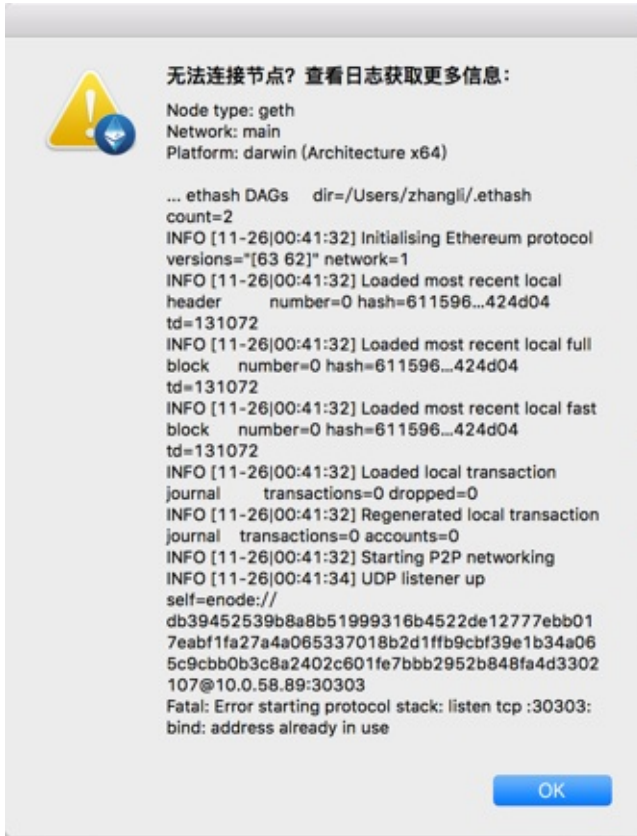 无法连接节点？查看日志获取更多信息：
Node type: geth
Network: main
Platform: darwin (Architecture x64)
... ethash DAGs dir=/Users/zhangli/.ethash
count=2
INFO [11-26|00:41:32] Initialising Ethereum protocol
versions="[63 62]" network=1
INFO [11-26|00:41:32] Loaded most recent local
header number=0 hash=611596...424d04
td=131072
INFO [11-26|00:41:32] Loaded most recent local full
block number=0 hash=611596...424d04
td=131072
INFO [11-26|00:41:32] Loaded most recent local fast
block number=0 hash=611596...424d04
td=131072
INFO [11-26|00:41:32] Loaded local transaction
journal transactions=0 dropped=0
INFO [11-26|00:41:32] Regenerated local transaction
journal transactions=0 accounts=0
INFO [11-26|00:41:32] Starting P2P networking
INFO [11-26|00:41:34] UDP listener up
self=enode://
db39452539b8a8b51999316b4522de12777ebb01
7eabf1fa27a4a065337018b2d1ffb9cbf39e1b34a06
5c9cbb0b3c8a2402c601fe7bbb2952b848fa4d3302
107@10.0.58.89:30303
Fatal: Error starting protocol stack: listen tcp :30303:
bind: address already in use
OK